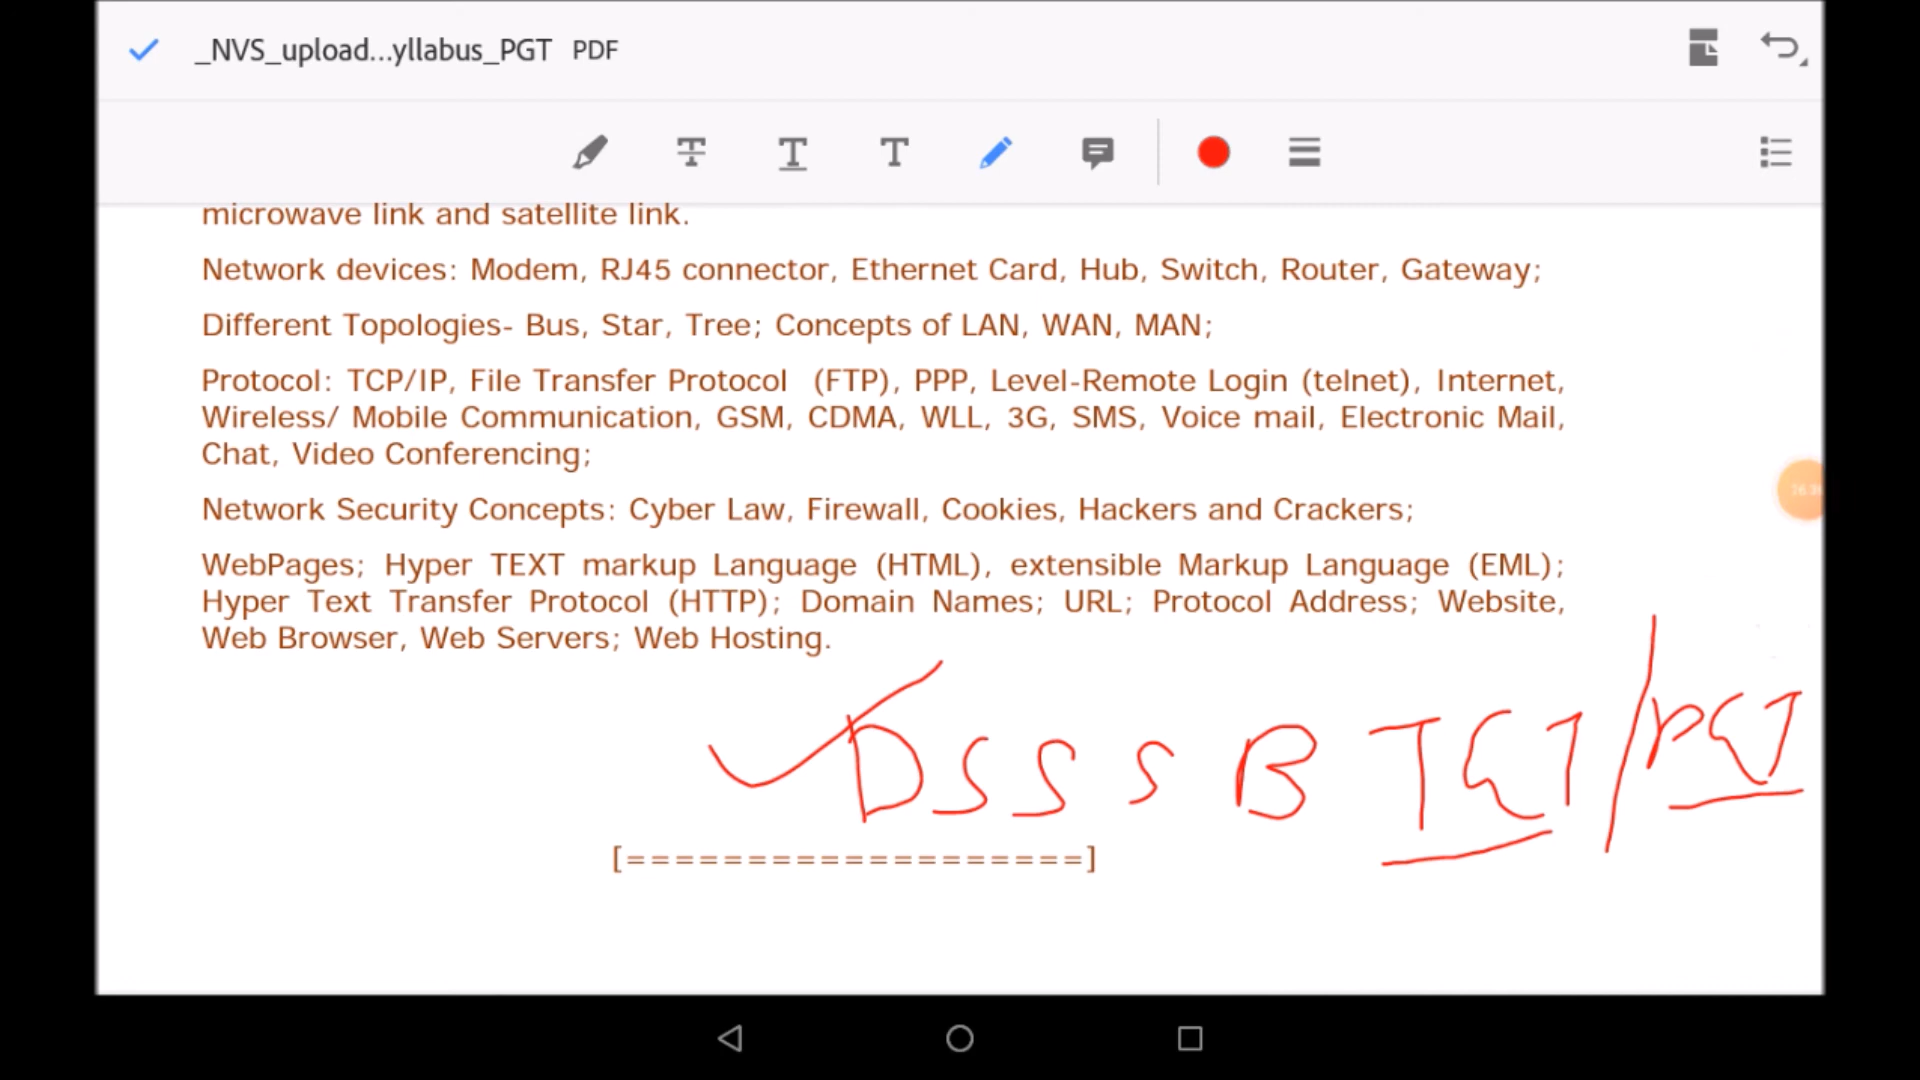 _NVS_upload...yllabus_PGT PDF
microwave link and satellite link.
Network devices: Modem, RJ45 connector, Ethernet Card, Hub, Switch, Router, Gateway;
Different Topologies- Bus, Star, Tree; Concepts of LAN, WAN, MAN;
Protocol: TCP/IP, File Transfer Protocol (FTP), PPP, Level-Remote Login (telnet), Internet,
Wireless/ Mobile Communication, GSM, CDMA, WLL, 3G, SMS, Voice mail, Electronic Mail,
Chat, Video Conferencing;
Network Security Concepts: Cyber Law, Firewall, Cookies, Hackers and Crackers;
WebPages; Hyper TEXT markup Language (HTML), extensible Markup Language (EML);
Hyper Text Transfer Protocol (HTTP); Domain Names; URL; Protocol Address; Website,
Web Browser, Web Servers; Web Hosting.
DSSSB TGT/PGT
[===================]